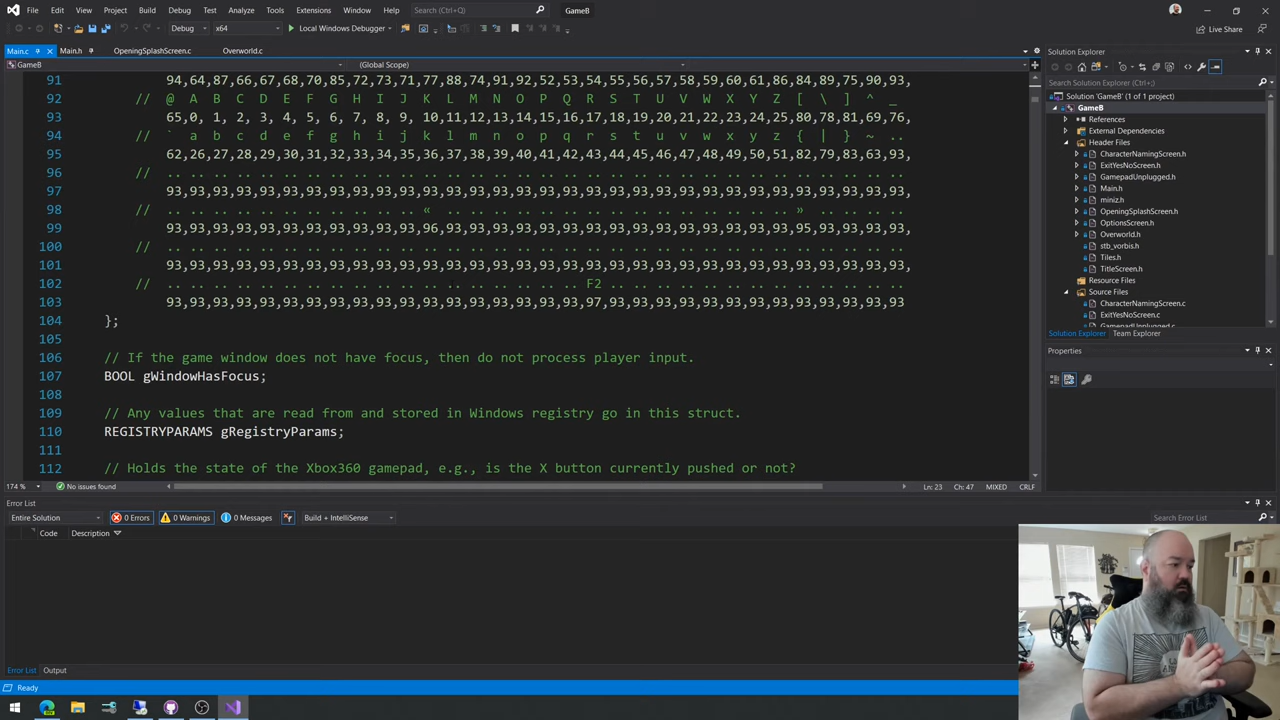 File Edit View Project Build Debug Test Analyze Tools Extensions Window Help Search (Ctrl+Q) GameB
Debug x64 Local Windows Debugger Live Share
Main.c Main.h OpeningSplashScreen.c Overworld.c
GameB (Global Scope)
91 94,64,87,66,67,68,70,85,72,73,71,77,88,74,91,92,52,53,54,55,56,57,58,59,60,61,86,84,89,75,90,93,
92 // @ A B C D E F G H I J K L M N O P Q R S T U V W X Y Z [ \ ] ^ _
93 65,0, 1, 2, 3, 4, 5, 6, 7, 8, 9, 10,11,12,13,14,15,16,17,18,19,20,21,22,23,24,25,80,78,81,69,76,
94 // ` a b c d e f g h i j k l m n o p q r s t u v w x y z { | } ~ ..
95 62,26,27,28,29,30,31,32,33,34,35,36,37,38,39,40,41,42,43,44,45,46,47,48,49,50,51,82,79,83,63,93,
96 // .. .. .. .. .. .. .. .. .. .. .. .. .. .. .. .. .. .. .. .. .. .. .. .. .. .. .. .. .. .. .. ..
97 93,93,93,93,93,93,93,93,93,93,93,93,93,93,93,93,93,93,93,93,93,93,93,93,93,93,93,93,93,93,93,93,
98 // .. .. .. .. .. .. .. .. .. .. .. « .. .. .. .. .. .. .. .. .. .. .. .. .. .. .. » .. .. .. ..
99 93,93,93,93,93,93,93,93,93,93,93,96,93,93,93,93,93,93,93,93,93,93,93,93,93,93,93,95,93,93,93,93,
100 // .. .. .. .. .. .. .. .. .. .. .. .. .. .. .. .. .. .. .. .. .. .. .. .. .. .. .. .. .. .. .. ..
101 93,93,93,93,93,93,93,93,93,93,93,93,93,93,93,93,93,93,93,93,93,93,93,93,93,93,93,93,93,93,93,93,
102 // .. .. .. .. .. .. .. .. .. .. .. .. .. .. .. .. .. .. F2 .. .. .. .. .. .. .. .. .. .. .. .. ..
103 93,93,93,93,93,93,93,93,93,93,93,93,93,93,93,93,93,93,97,93,93,93,93,93,93,93,93,93,93,93,93,93
104 };
105
106 // If the game window does not have focus, then do not process player input.
107 BOOL gWindowHasFocus;
108
109 // Any values that are read from and stored in Windows registry go in this struct.
110 REGISTRYPARAMS gRegistryParams;
111
112 // Holds the state of the Xbox360 gamepad, e.g., is the X button currently pushed or not?
174 % No issues found Ln: 23 Ch: 47 MIXED CRLF
Solution Explorer
Search Solution Explorer (Ctrl+;)
Solution 'GameB' (1 of 1 project)
GameB
References
External Dependencies
Header Files
CharacterNamingScreen.h
ExitYesNoScreen.h
GamepadUnplugged.h
Main.h
miniz.h
OpeningSplashScreen.h
OptionsScreen.h
Overworld.h
stb_vorbis.h
Tiles.h
TitleScreen.h
Resource Files
Source Files
CharacterNamingScreen.c
ExitYesNoScreen.c
GamepadUnplugged.c
Solution Explorer Team Explorer
Properties
Error List
Entire Solution 0 Errors 0 Warnings 0 Messages Build + IntelliSense Search Error List
Code Description
Error List Output
Ready